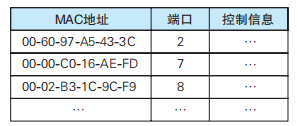 MAC地址 端口 控制信息
00-60-97-A5-43-3C 2 …
00-00-C0-16-AE-FD 7 …
00-02-B3-1C-9C-F9 8 …
… … …